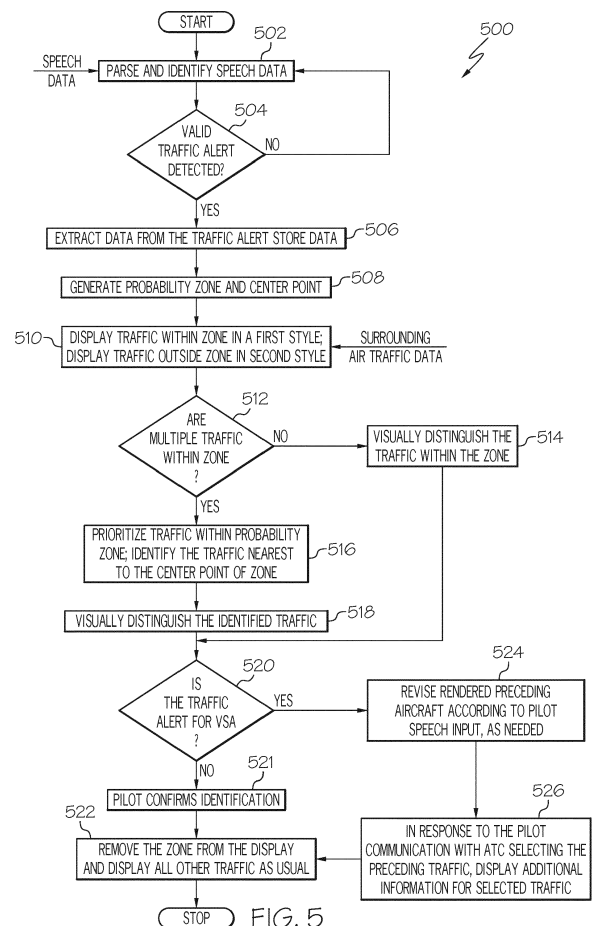 START
500
502
SPEECH
DATA
PARSE AND IDENTIFY SPEECH DATA
504
VALID
TRAFFIC ALERT
DETECTED?
NO
YES
EXTRACT DATA FROM THE TRAFFIC ALERT STORE DATA
506
GENERATE PROBABILITY ZONE AND CENTER POINT
508
510
DISPLAY TRAFFIC WITHIN ZONE IN A FIRST STYLE;
DISPLAY TRAFFIC OUTSIDE ZONE IN SECOND STYLE
SURROUNDING
AIR TRAFFIC DATA
512
ARE
MULTIPLE TRAFFIC
WITHIN ZONE
?
NO
VISUALLY DISTINGUISH THE
TRAFFIC WITHIN THE ZONE
514
YES
PRIORITIZE TRAFFIC WITHIN PROBABILITY
ZONE; IDENTIFY THE TRAFFIC NEAREST
TO THE CENTER POINT OF ZONE
516
VISUALLY DISTINGUISH THE IDENTIFIED TRAFFIC
518
520
IS
THE TRAFFIC
ALERT FOR VSA
?
YES
524
REVISE RENDERED PRECEDING
AIRCRAFT ACCORDING TO PILOT
SPEECH INPUT, AS NEEDED
NO
521
PILOT CONFIRMS IDENTIFICATION
522
REMOVE THE ZONE FROM THE DISPLAY
AND DISPLAY ALL OTHER TRAFFIC AS USUAL
526
IN RESPONSE TO THE PILOT
COMMUNICATION WITH ATC SELECTING THE
PRECEDING TRAFFIC, DISPLAY ADDITIONAL
INFORMATION FOR SELECTED TRAFFIC
STOP
FIG. 5